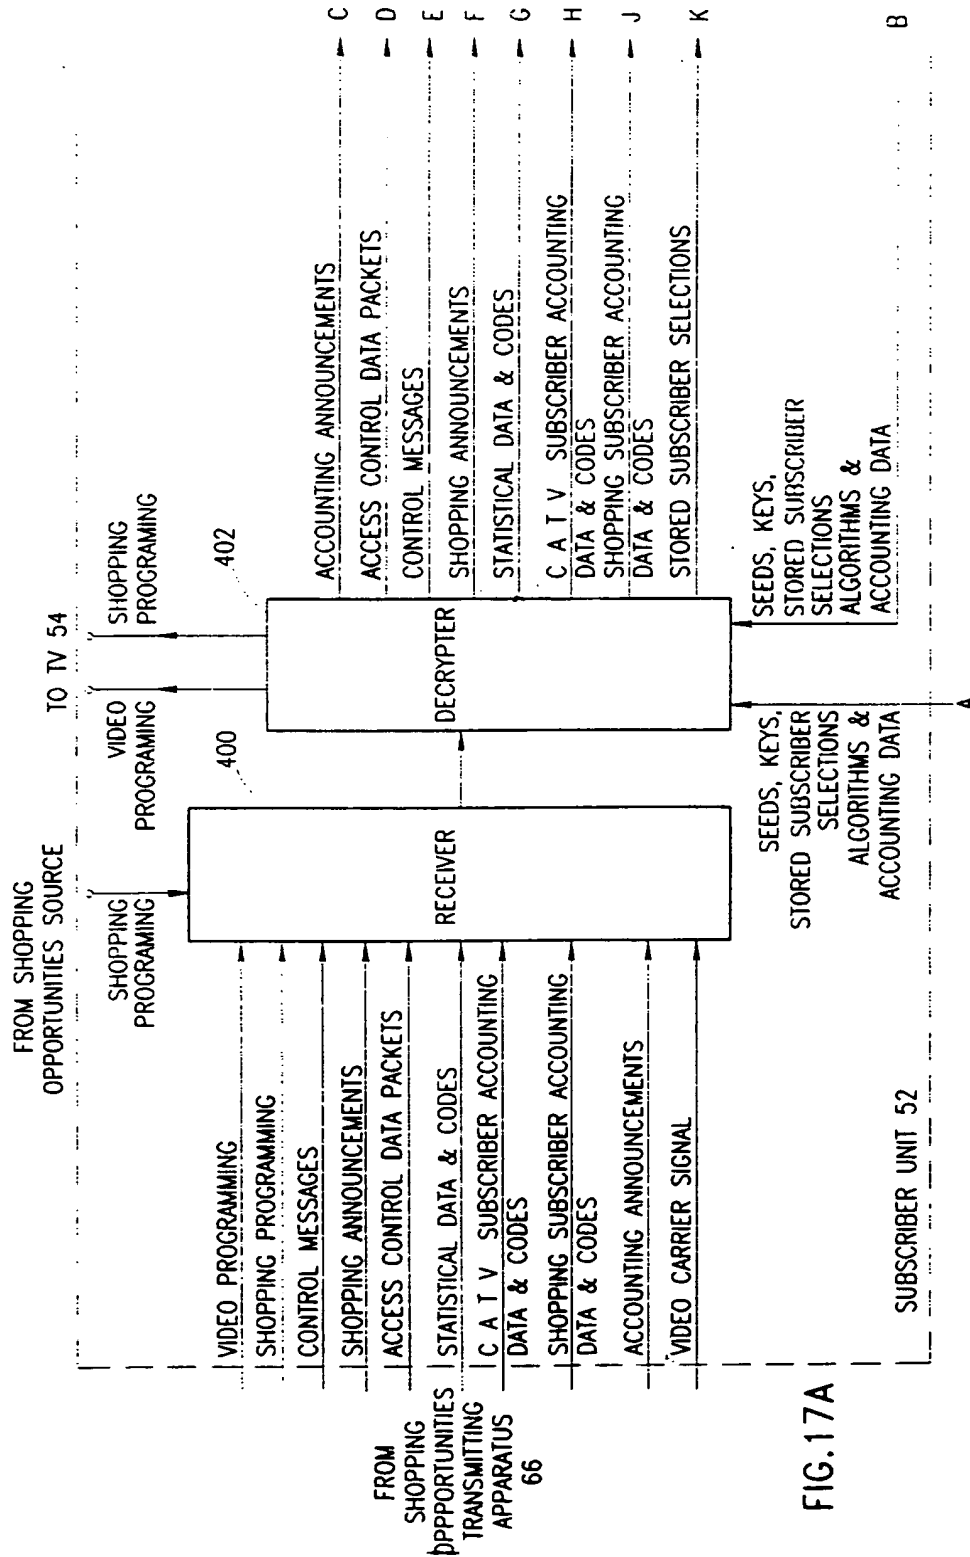 FROM SHOPPING
OPPORTUNITIES SOURCE
SHOPPING
PROGRAMING
TO TV 54
VIDEO
PROGRAMING
SHOPPING
PROGRAMING
400
402
VIDEO PROGRAMMING
SHOPPING PROGRAMMING
CONTROL MESSAGES
SHOPPING ANNOUNCEMENTS
ACCESS CONTROL DATA PACKETS
STATISTICAL DATA & CODES
C A T V SUBSCRIBER ACCOUNTING
DATA & CODES
SHOPPING SUBSCRIBER ACCOUNTING
DATA & CODES
ACCOUNTING ANNOUNCEMENTS
VIDEO CARRIER SIGNAL
FROM
SHOPPING
OPPPORTUNITIES
TRANSMITTING
APPARATUS
66
RECEIVER
DECRYPTER
ACCOUNTING ANNOUNCEMENTS
C
ACCESS CONTROL DATA PACKETS
D
CONTROL MESSAGES
E
SHOPPING ANNOUNCEMENTS
F
STATISTICAL DATA & CODES
G
C A T V SUBSCRIBER ACCOUNTING
DATA & CODES
H
SHOPPING SUBSCRIBER ACCOUNTING
DATA & CODES
J
STORED SUBSCRIBER SELECTIONS
K
SEEDS, KEYS,
STORED SUBSCRIBER
SELECTIONS
ALGORITHMS &
ACCOUNTING DATA
SEEDS, KEYS,
STORED SUBSCRIBER
SELECTIONS
ALGORITHMS &
ACCOUNTING DATA
B
A
SUBSCRIBER UNIT 52
FIG.17A